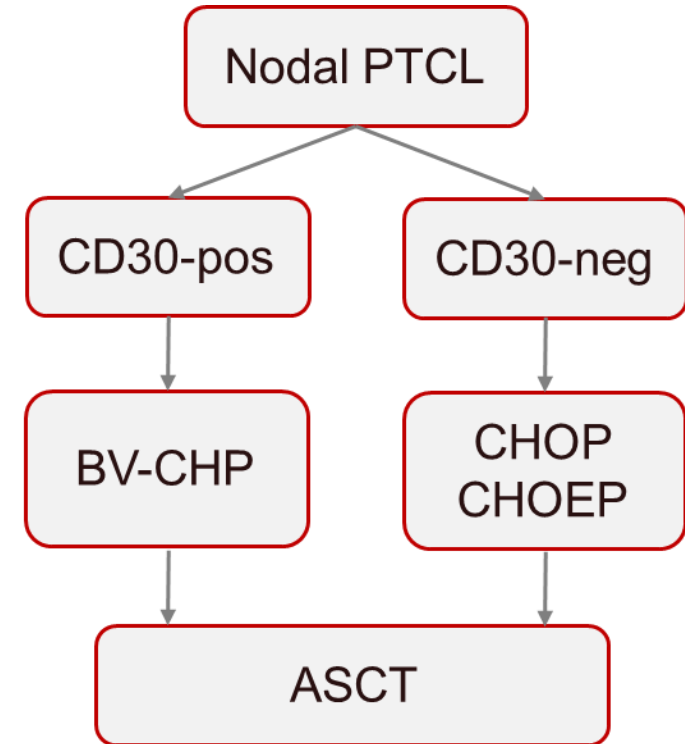 Nodal PTCL
CD30-pos
CD30-neg
BV-CHP
CHOP
CHOEP
ASCT